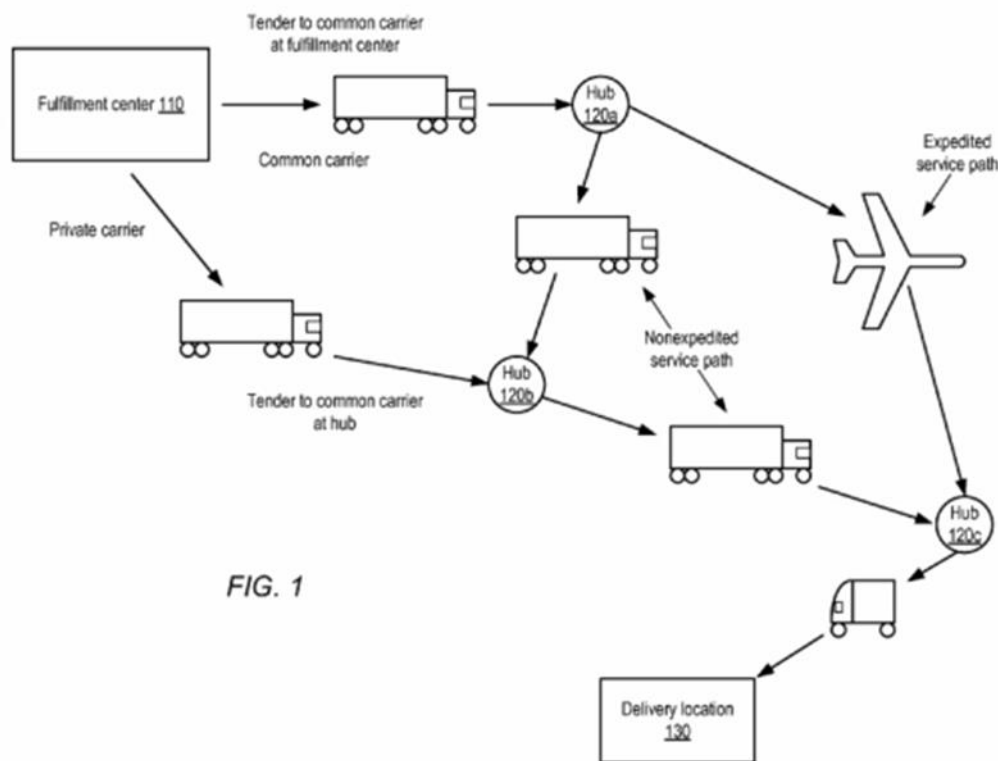 Tender to common carrier
at fulfillment center
Fulfillment center 110
Hub
120a
Expedited
service path
Common carrier
Private carrier
Nonexpedited
service path
Hub
120b
Tender to common carrier
at hub
Hub
120c
FIG. 1
Delivery location
130